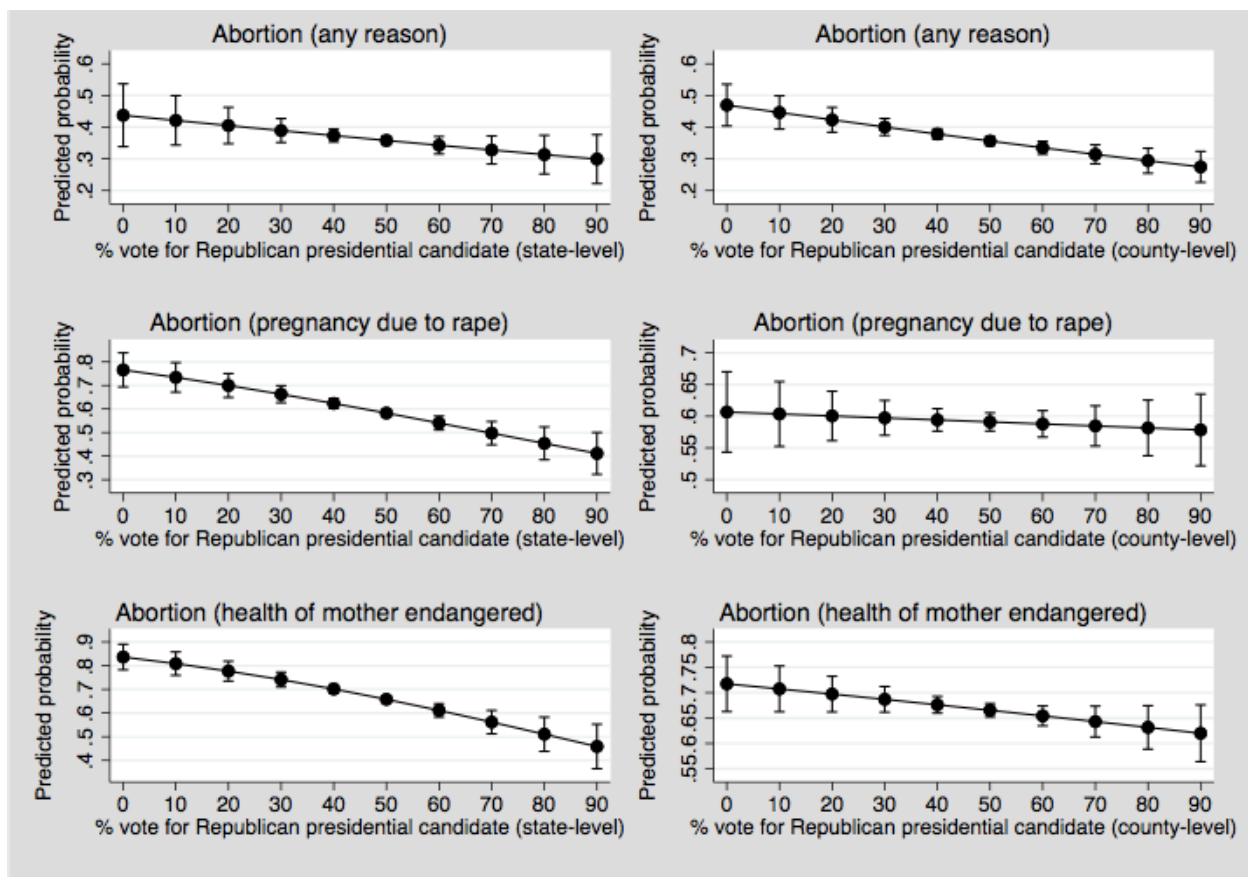 Abortion (any reason)
Predicted probability
.6
.5
.4
.3
.2
0 10 20 30 40 50 60 70 80 90
% vote for Republican presidential candidate (state-level)
Abortion (any reason)
Predicted probability
.6
.5
.4
.3
.2
0 10 20 30 40 50 60 70 80 90
% vote for Republican presidential candidate (county-level)
Abortion (pregnancy due to rape)
Predicted probability
.8
.7
.6
.5
.4
.3
0 10 20 30 40 50 60 70 80 90
% vote for Republican presidential candidate (state-level)
Abortion (pregnancy due to rape)
Predicted probability
.7
.65
.6
.55
.5
0 10 20 30 40 50 60 70 80 90
% vote for Republican presidential candidate (county-level)
Abortion (health of mother endangered)
Predicted probability
.9
.8
.7
.6
.5
.4
0 10 20 30 40 50 60 70 80 90
% vote for Republican presidential candidate (state-level)
Abortion (health of mother endangered)
Predicted probability
.8
.75
.7
.65
.6
.55
0 10 20 30 40 50 60 70 80 90
% vote for Republican presidential candidate (county-level)